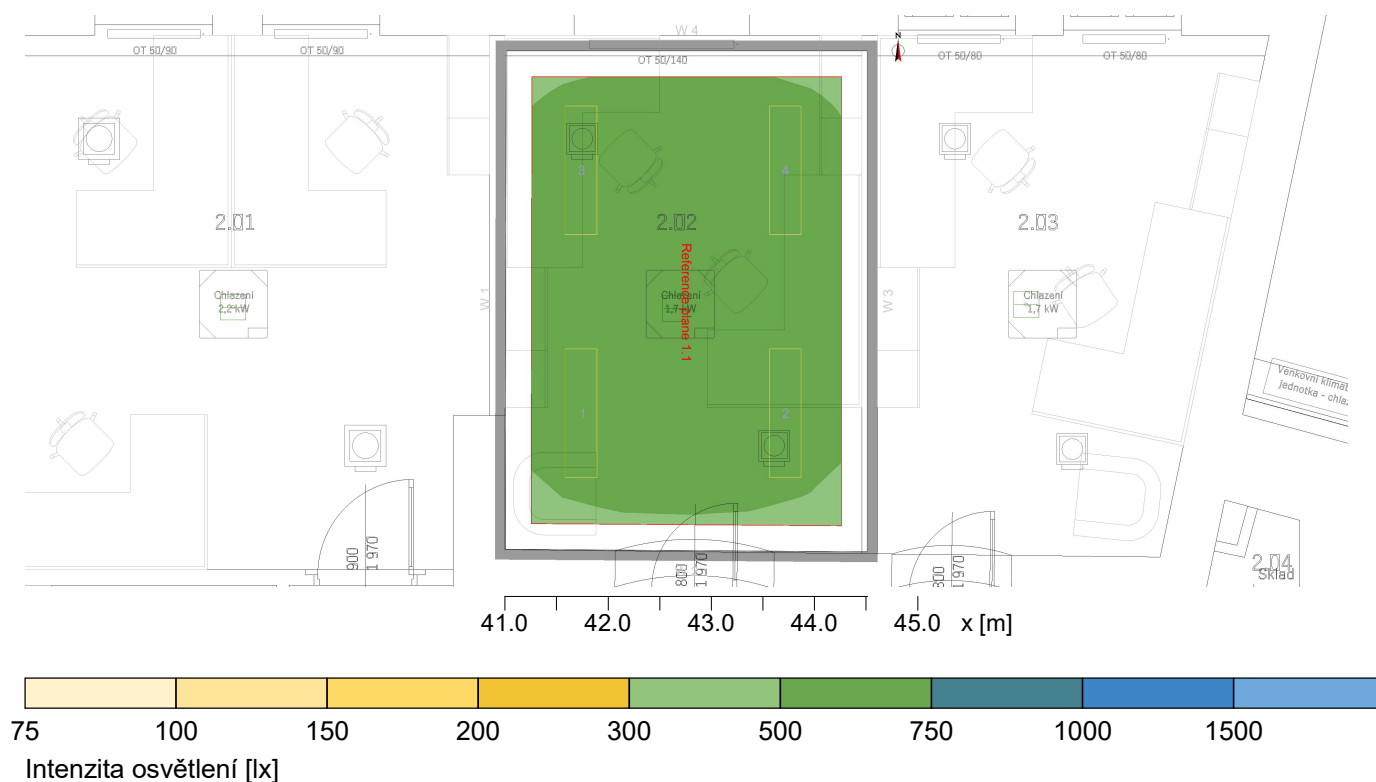 W 4
N
OT 50/90
OT 50/90
OT 50/140
OT 50/80
OT 50/80
3
4
2.01
2.02
2.03
Reference plane 1.1
W 1
W 3
Chlazení
2,2 kW
Chlazení
1,7 kW
Chlazení
1,7 kW
Venkovní klimat
jednotka - chla
1
2
900
1 970
800
1 970
800
1 970
2.04
Sklad
41.0 42.0 43.0 44.0 45.0 x [m]
75 100 150 200 300 500 750 1000 1500
Intenzita osvětlení [lx]